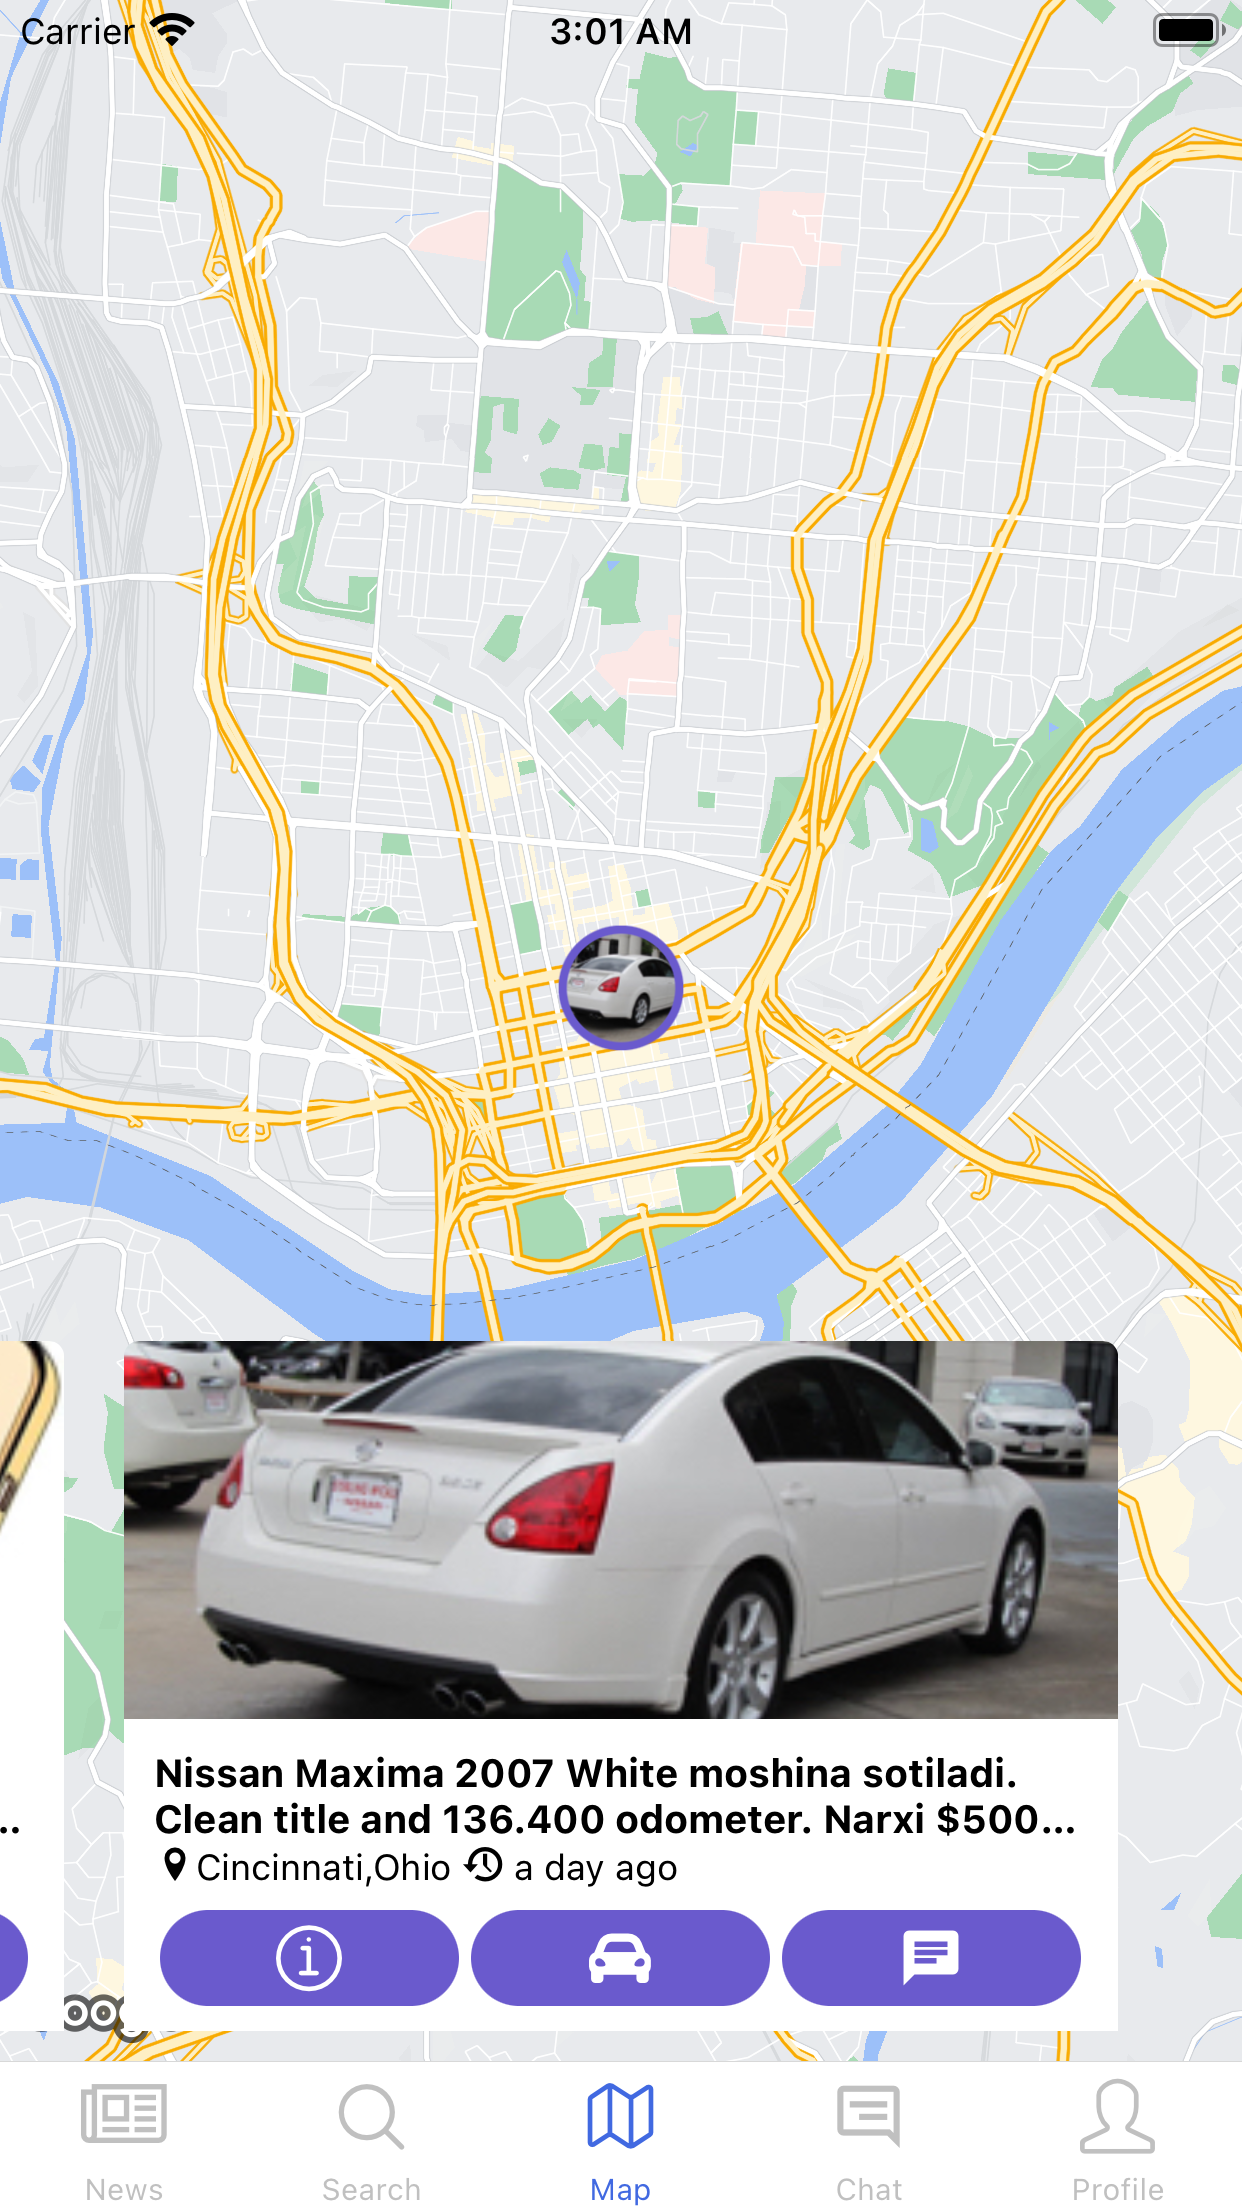 Carrier
3:01 AM
Nissan Maxima 2007 White moshina sotiladi.
Clean title and 136.400 odometer. Narxi $500...
Cincinnati,Ohio a day ago
News
Search
Map
Chat
Profile